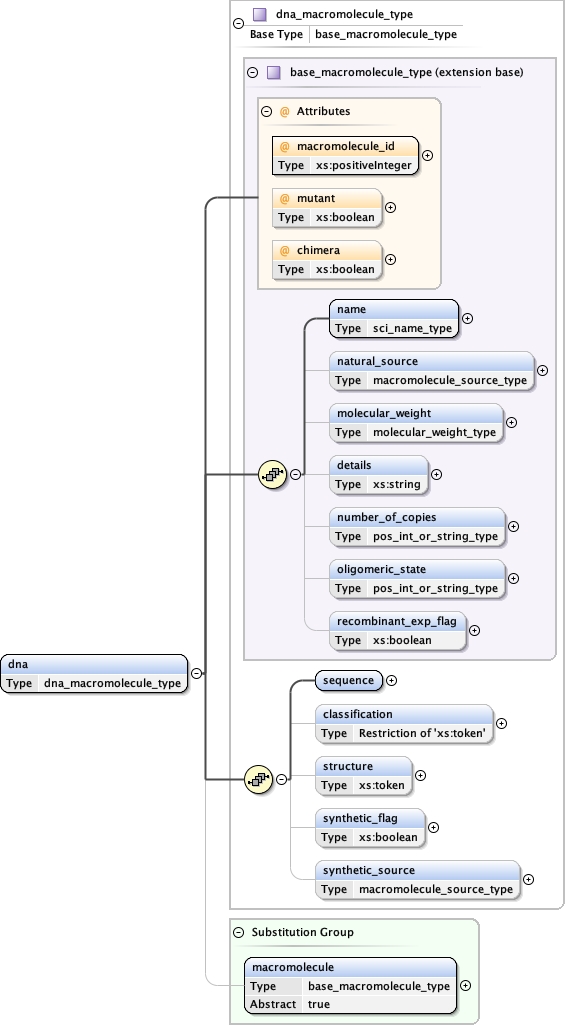 dna_macromolecule_type
Base Type base_macromolecule_type
base_macromolecule_type (extension base)
@ Attributes
@ macromolecule_id
Type xs:positiveInteger
@ mutant
Type xs:boolean
@ chimera
Type xs:boolean
name
Type sci_name_type
natural_source
Type macromolecule_source_type
molecular_weight
Type molecular_weight_type
details
Type xs:string
number_of_copies
Type pos_int_or_string_type
oligomeric_state
Type pos_int_or_string_type
recombinant_exp_flag
Type xs:boolean
dna
Type dna_macromolecule_type
sequence
classification
Type Restriction of 'xs:token'
structure
Type xs:token
synthetic_flag
Type xs:boolean
synthetic_source
Type macromolecule_source_type
Substitution Group
macromolecule
Type base_macromolecule_type
Abstract true